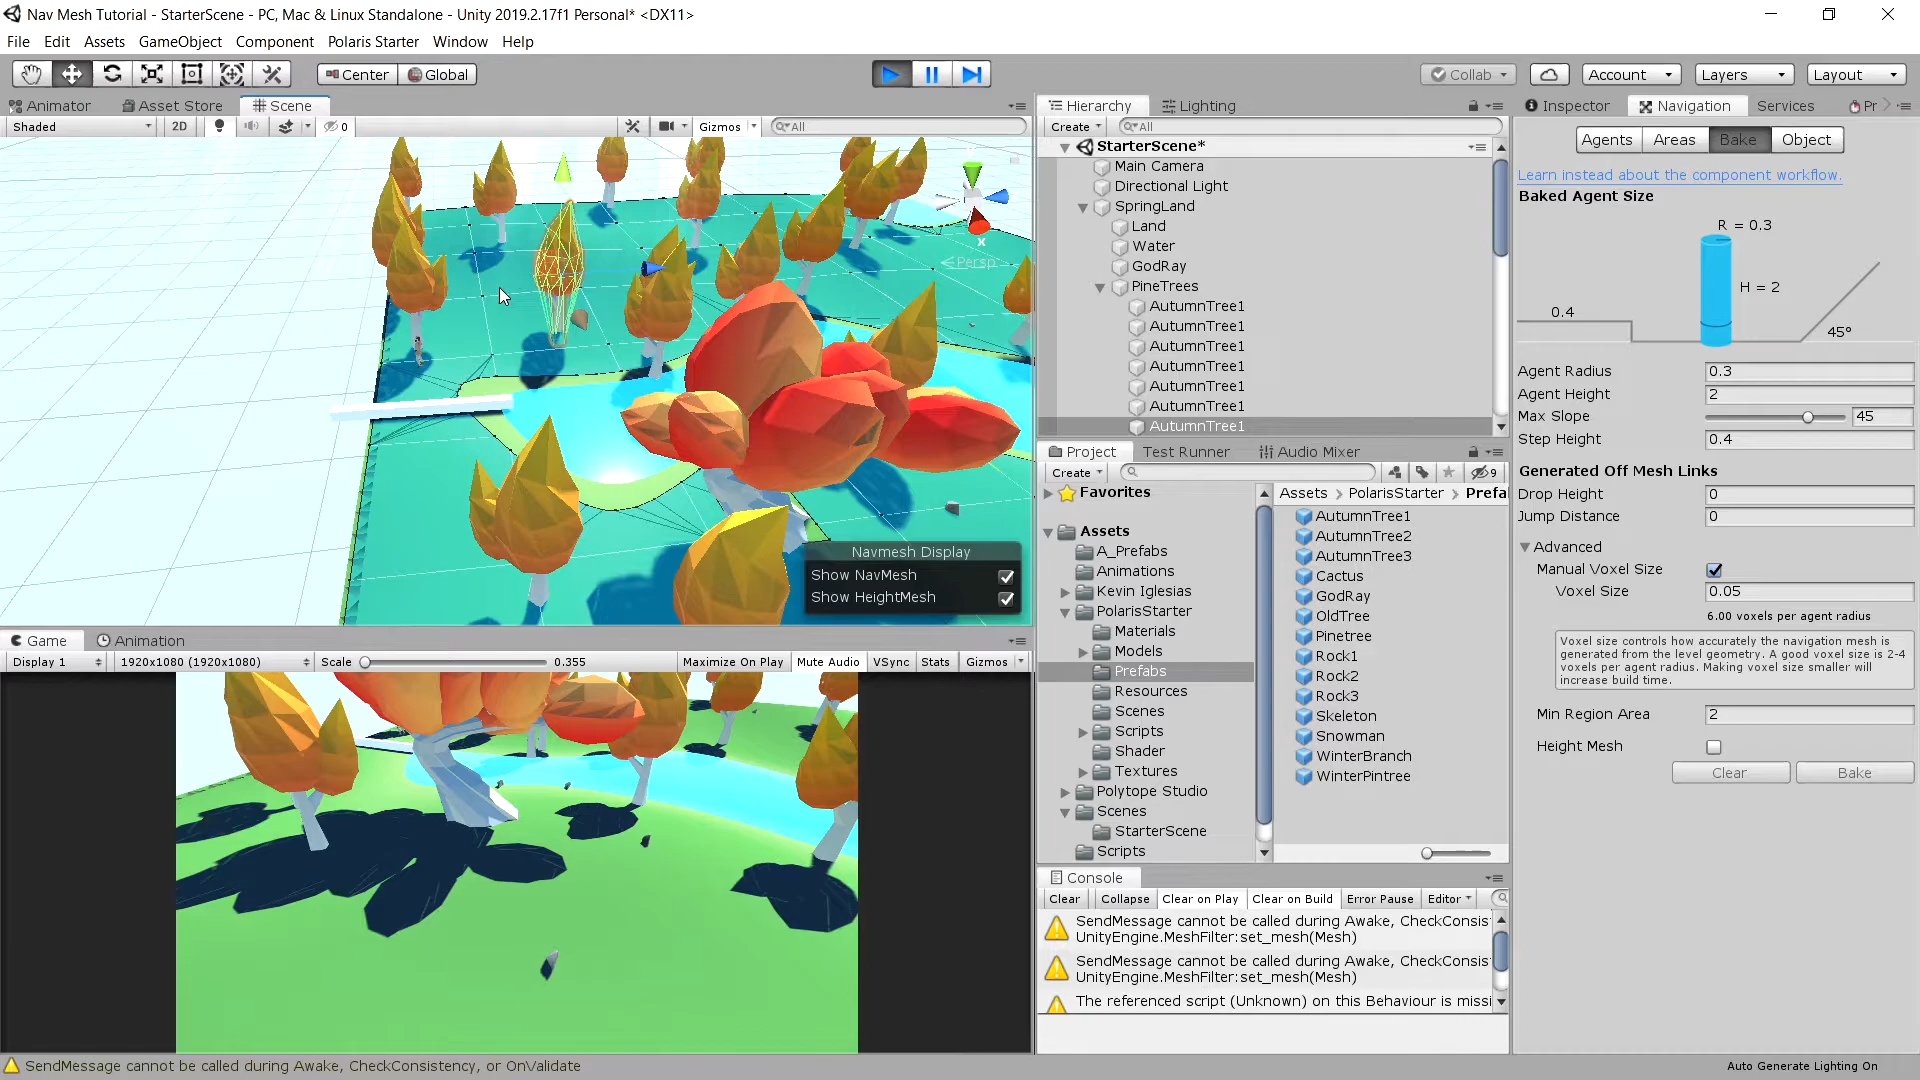 Nav Mesh Tutorial - StarterScene - PC, Mac & Linux Standalone - Unity 2019.2.17f1 Personal* <DX11>
File Edit Assets GameObject Component Polaris Starter Window Help
Center Global
Collab Account Layers Layout
Animator Asset Store Scene
Shaded 2D 0 Gizmos All
x
Persp
Navmesh Display
Show NavMesh
Show HeightMesh
Game Animation
Display 1 1920x1080 (1920x1080) Scale 0.355 Maximize On Play Mute Audio VSync Stats Gizmos
Hierarchy Lighting
Create All
StarterScene*
Main Camera
Directional Light
SpringLand
Land
Water
GodRay
PineTrees
AutumnTree1
AutumnTree1
AutumnTree1
AutumnTree1
AutumnTree1
AutumnTree1
AutumnTree1
Project Test Runner Audio Mixer
Create 9
Favorites
Assets
A_Prefabs
Animations
Kevin Iglesias
PolarisStarter
Materials
Models
Prefabs
Resources
Scenes
Scripts
Shader
Textures
Polytope Studio
Scenes
StarterScene
Scripts
Assets PolarisStarter Prefa
AutumnTree1
AutumnTree2
AutumnTree3
Cactus
GodRay
OldTree
Pinetree
Rock1
Rock2
Rock3
Skeleton
Snowman
WinterBranch
WinterPintree
Console
Clear Collapse Clear on Play Clear on Build Error Pause Editor
SendMessage cannot be called during Awake, CheckConsis
UnityEngine.MeshFilter:set_mesh(Mesh)
SendMessage cannot be called during Awake, CheckConsis
UnityEngine.MeshFilter:set_mesh(Mesh)
The referenced script (Unknown) on this Behaviour is missi
Inspector Navigation Services Pr
Agents Areas Bake Object
Learn instead about the component workflow.
Baked Agent Size
R = 0.3
H = 2
0.4
45°
Agent Radius 0.3
Agent Height 2
Max Slope 45
Step Height 0.4
Generated Off Mesh Links
Drop Height 0
Jump Distance 0
Advanced
Manual Voxel Size
Voxel Size 0.05
6.00 voxels per agent radius
Voxel size controls how accurately the navigation mesh is
generated from the level geometry. A good voxel size is 2-4
voxels per agent radius. Making voxel size smaller will
increase build time.
Min Region Area 2
Height Mesh
Clear Bake
SendMessage cannot be called during Awake, CheckConsistency, or OnValidate
Auto Generate Lighting On